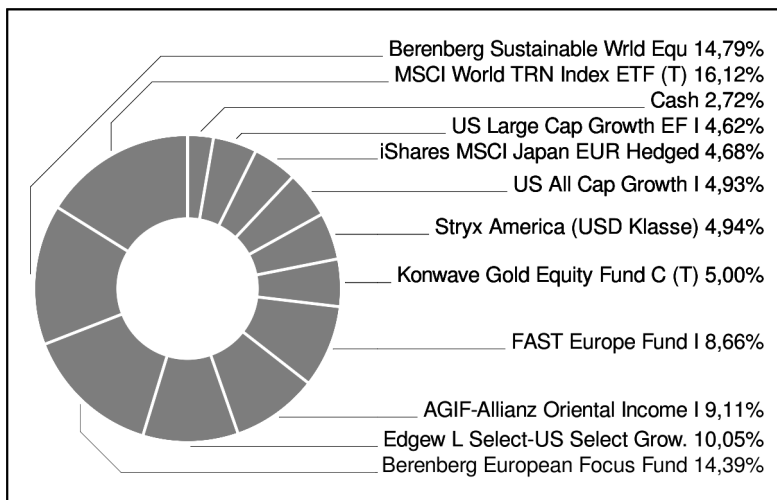 Berenberg Sustainable Wrld Equ 14,79%
MSCI World TRN Index ETF (T) 16,12%
Cash 2,72%
US Large Cap Growth EF I 4,62%
iShares MSCI Japan EUR Hedged 4,68%
US All Cap Growth I 4,93%
Stryx America (USD Klasse) 4,94%
Konwave Gold Equity Fund C (T) 5,00%
FAST Europe Fund I 8,66%
AGIF-Allianz Oriental Income I 9,11%
Edgew L Select-US Select Grow. 10,05%
Berenberg European Focus Fund 14,39%